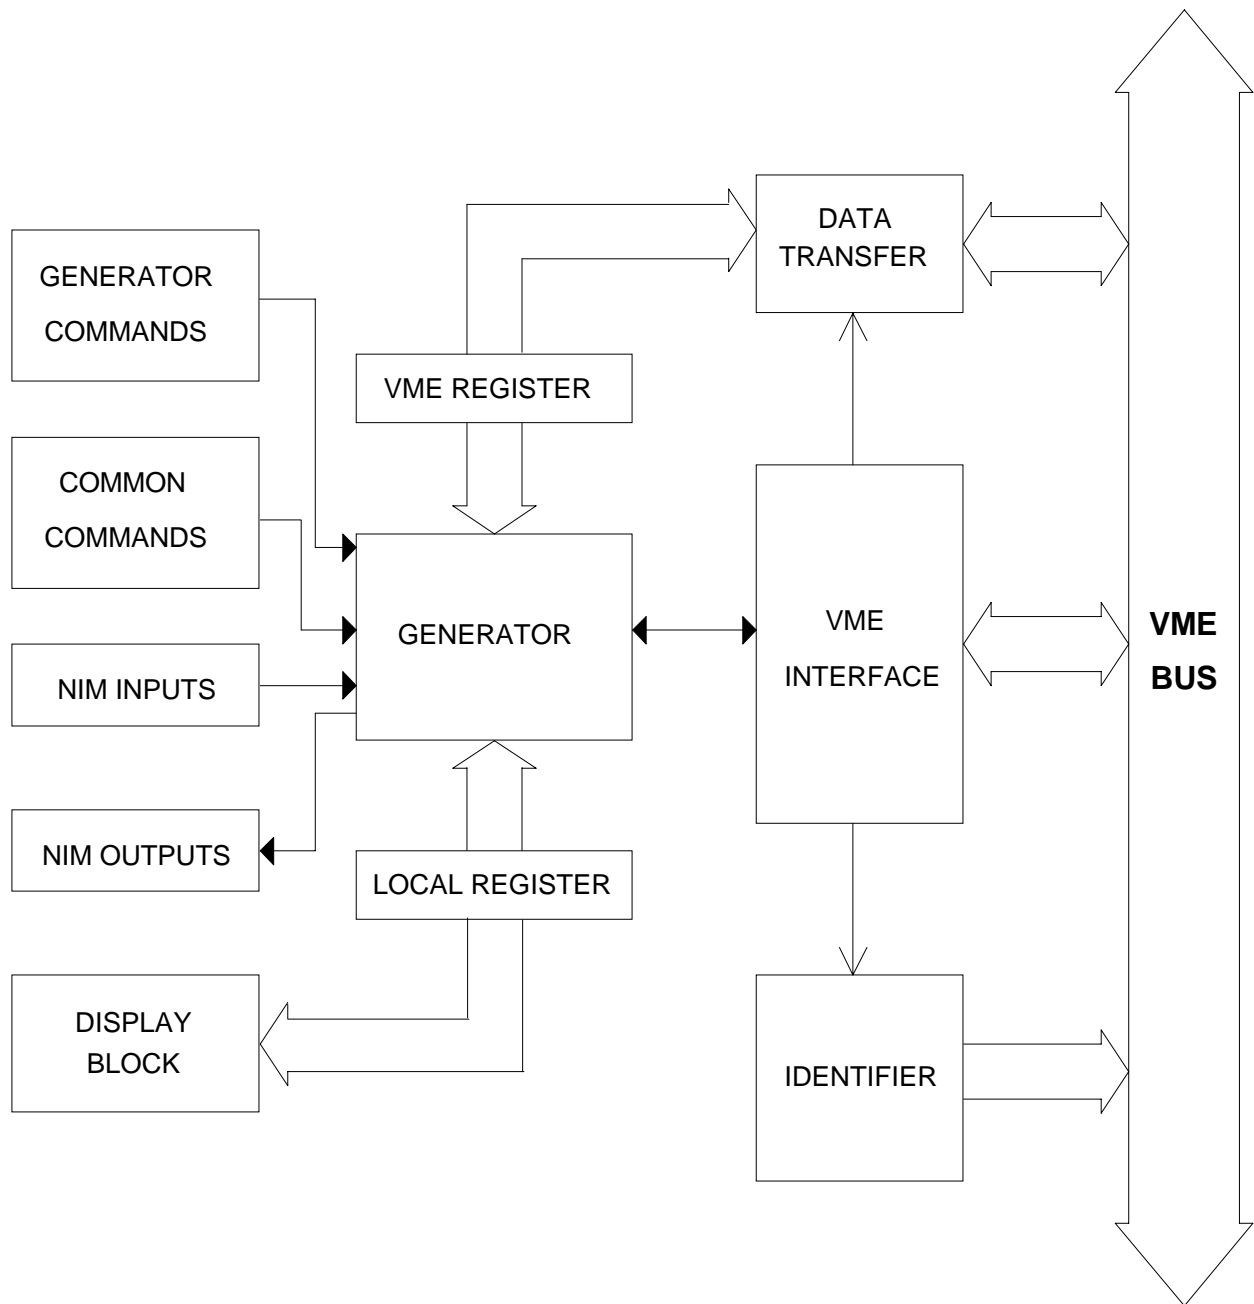 DATA
TRANSFER
GENERATOR
COMMANDS
VME REGISTER
COMMON
COMMANDS
GENERATOR
VME
INTERFACE
VME
BUS
NIM INPUTS
NIM OUTPUTS
LOCAL REGISTER
DISPLAY
BLOCK
IDENTIFIER